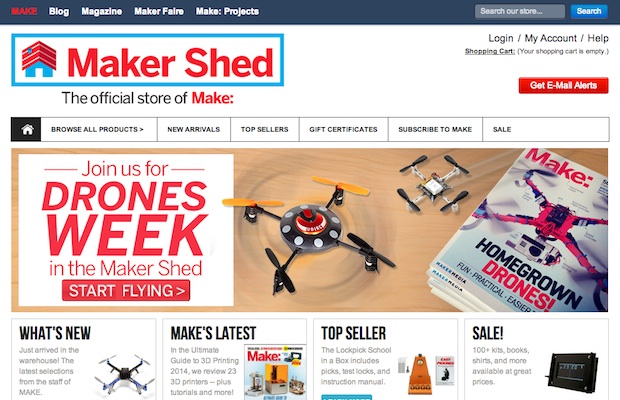 MAKE Blog Magazine Maker Faire Make: Projects Search our store... Search
Login / My Account / Help
Shopping Cart: (Your shopping cart is empty.)
Maker Shed
The official store of Make:
Get E-Mail Alerts
BROWSE ALL PRODUCTS > NEW ARRIVALS TOP SELLERS GIFT CERTIFICATES SUBSCRIBE TO MAKE SALE
Join us for
DRONES
WEEK
in the Maker Shed
START FLYING >
Make:
HOMEGROWN
DRONES!
FUN · PRACTICAL · EASIER
WHAT'S NEW
Just arrived in the
warehouse! The
latest selections
from the staff of
MAKE.
MAKE'S LATEST
In the Ultimate
Guide to 3D Printing
2014, we review 23
3D printers -- plus
tutorials and more!
Make:
TOP SELLER
The Lockpick School
in a Box includes
picks, test locks, and
instruction manual.
SALE!
100+ kits, books,
shirts, and more
available at great
prices.